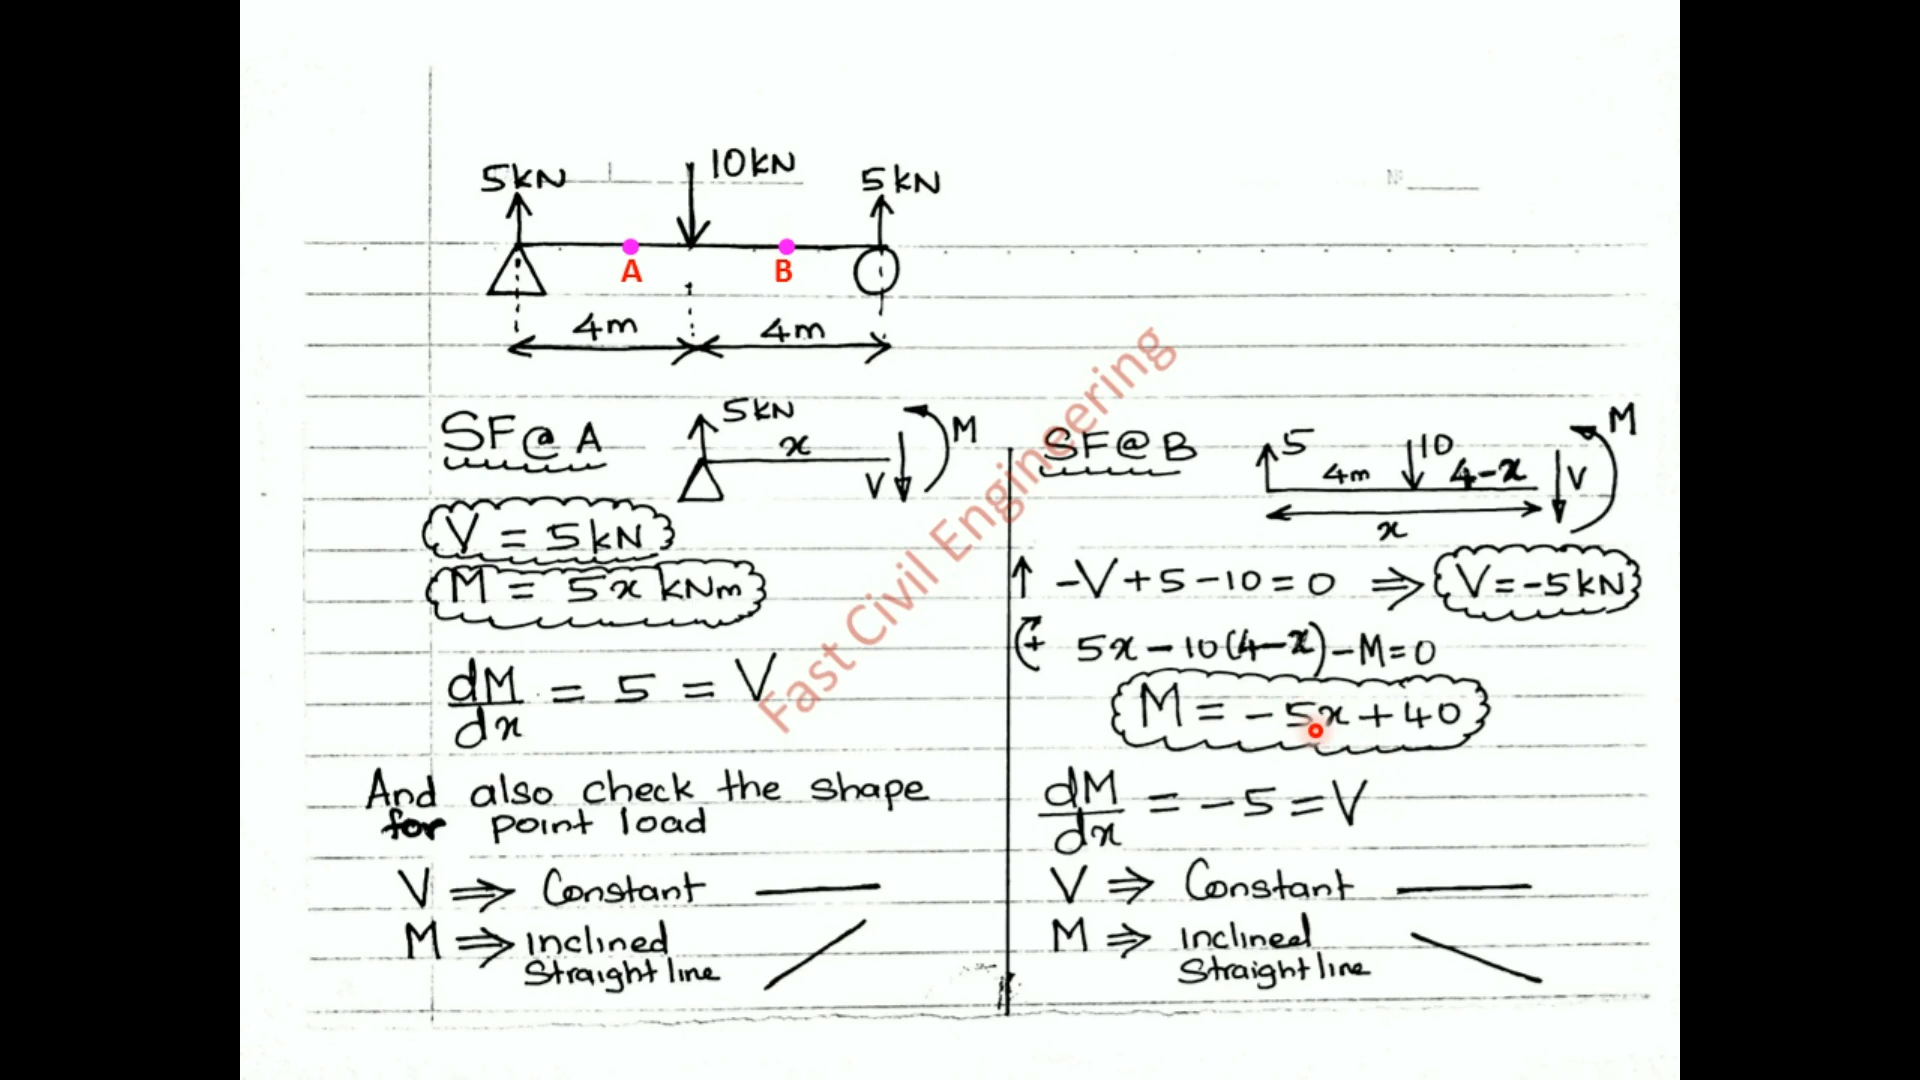 5kN 10kN 5kN
A B
4m 4m
SF@A
5kN
x
V M
V = 5kN
M = 5x kNm
dM/dx = 5 = V
And also check the shape
for point load
V ⇒ Constant
M ⇒ Inclined
Straight line
SF@B
5 10 M
4m 4-x V
x
↑ -V+5-10=0 ⇒ V=-5kN
+ 5x-10(4-x)-M=0
M = -5x+40
dM/dx = -5 = V
V ⇒ Constant
M ⇒ Inclined
Straight line
Fast Civil Engineering